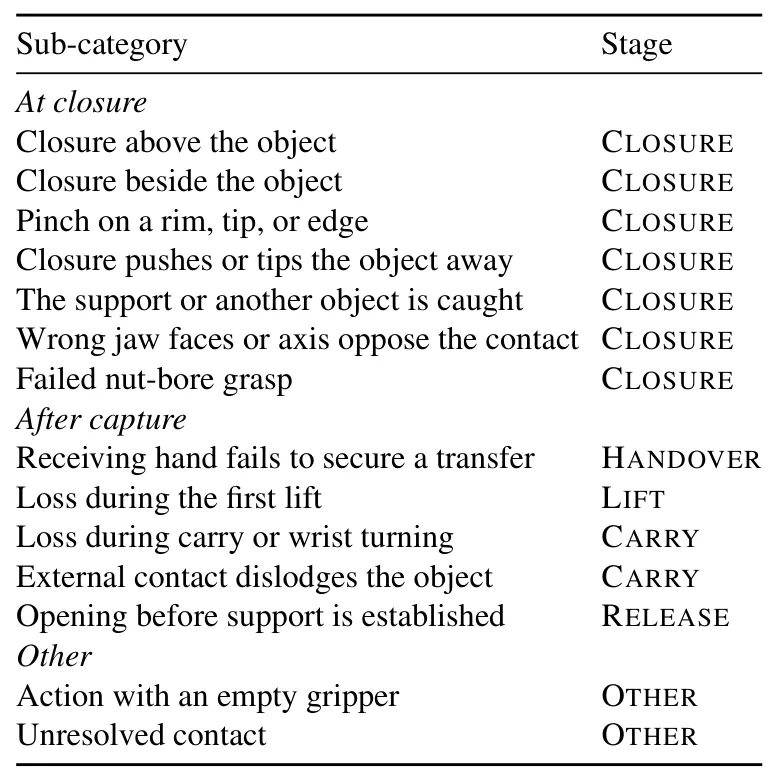 Sub-category Stage
At closure
Closure above the object CLOSURE
Closure beside the object CLOSURE
Pinch on a rim, tip, or edge CLOSURE
Closure pushes or tips the object away CLOSURE
The support or another object is caught CLOSURE
Wrong jaw faces or axis oppose the contact CLOSURE
Failed nut-bore grasp CLOSURE
After capture
Receiving hand fails to secure a transfer HANDOVER
Loss during the first lift LIFT
Loss during carry or wrist turning CARRY
External contact dislodges the object CARRY
Opening before support is established RELEASE
Other
Action with an empty gripper OTHER
Unresolved contact OTHER